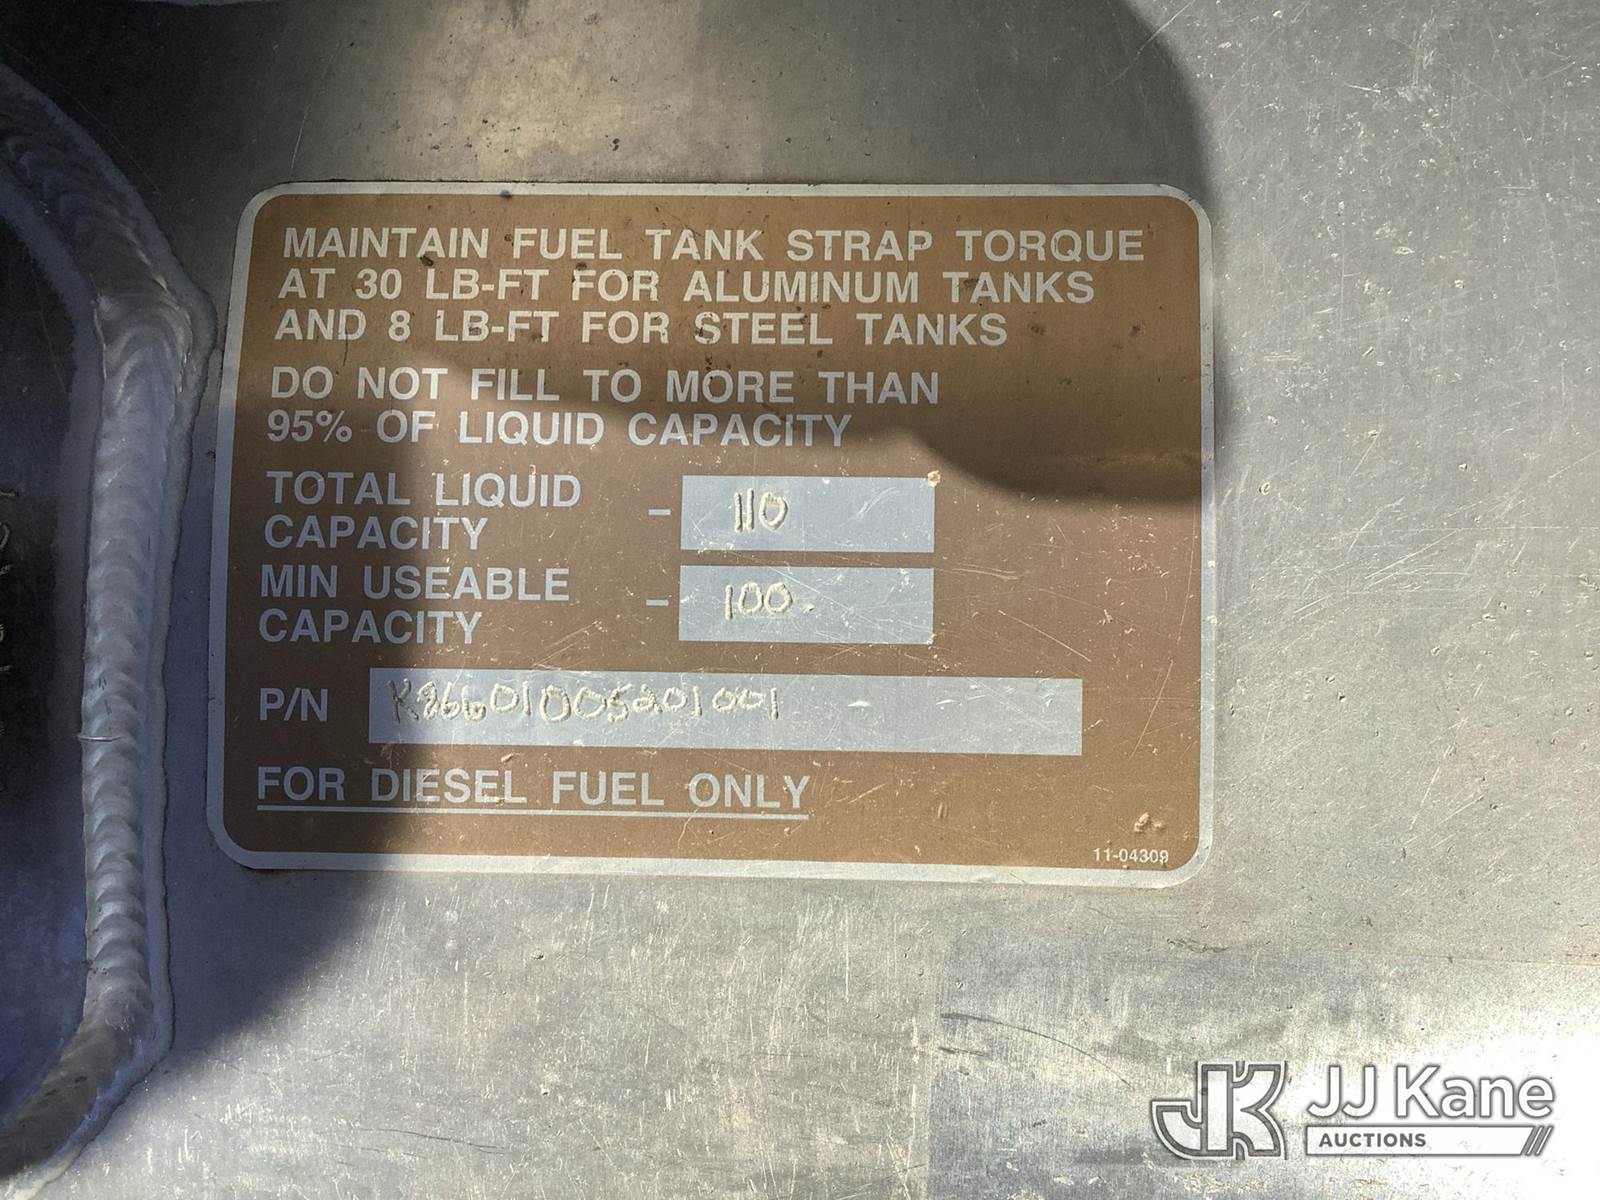 MAINTAIN FUEL TANK STRAP TORQUE
AT 30 LB-FT FOR ALUMINUM TANKS
AND 8 LB-FT FOR STEEL TANKS
DO NOT FILL TO MORE THAN
95% OF LIQUID CAPACITY
TOTAL LIQUID
CAPACITY - 110
MIN USEABLE
CAPACITY - 100
P/N K86601005201001
FOR DIESEL FUEL ONLY
11-04309
JK JJ Kane
AUCTIONS